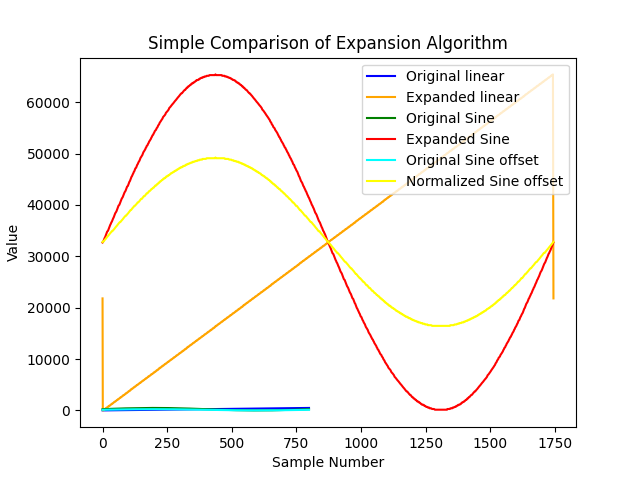 Simple Comparison of Expansion Algorithm
Original linear
Expanded linear
Original Sine
Expanded Sine
Original Sine offset
Normalized Sine offset
Value
60000
50000
40000
30000
20000
10000
0
0 250 500 750 1000 1250 1500 1750
Sample Number